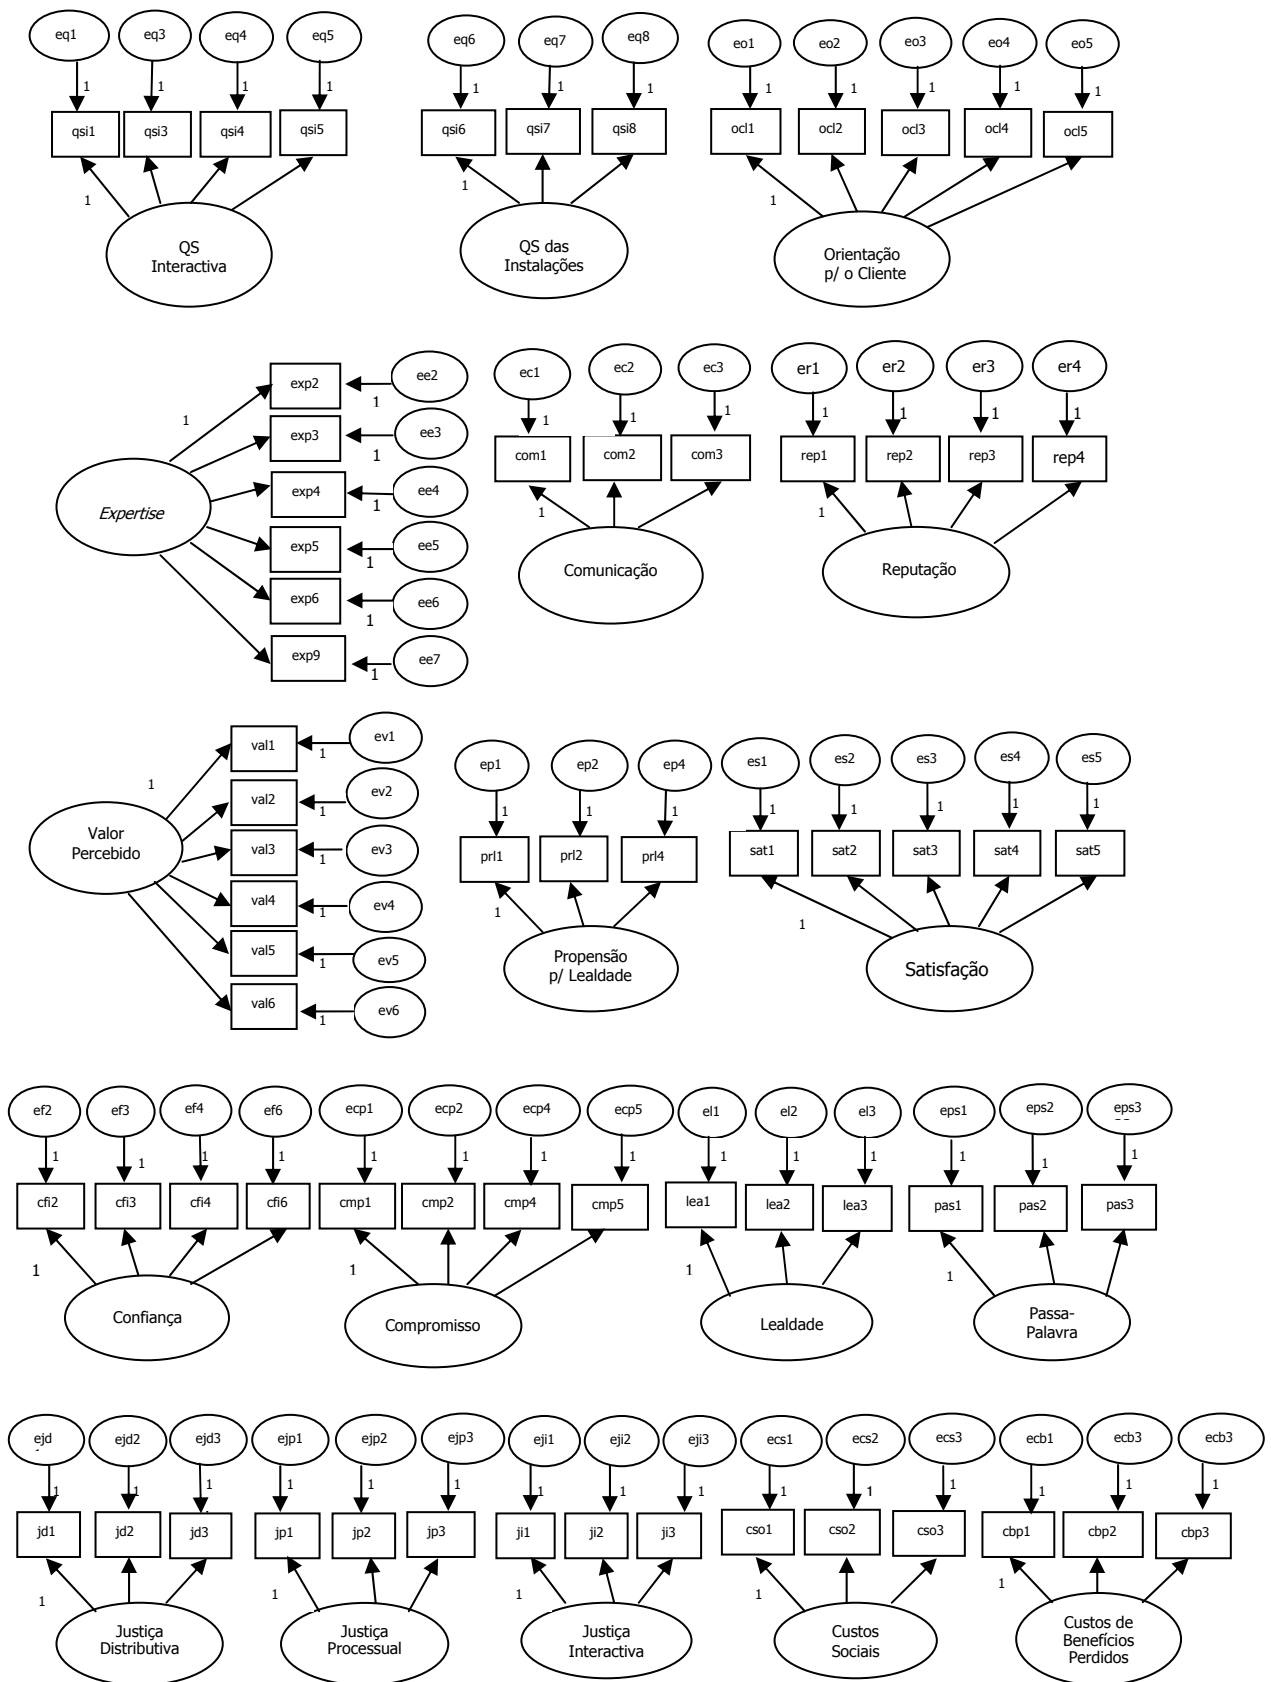 eq1 eq3 eq4 eq5 eq6 eq7 eq8 eo1 eo2 eo3 eo4 eo5
1 1 1 1 1 1 1 1 1 1 1 1
qsi1 qsi3 qsi4 qsi5 qsi6 qsi7 qsi8 ocl1 ocl2 ocl3 ocl4 ocl5
1 1 1
QS
Interactiva
QS das
Instalações
Orientação
p/ o Cliente
exp2 1 ee2
1
exp3 1 ee3
exp4 1 ee4
Expertise
exp5 1 ee5
exp6 1 ee6
exp9 1 ee7
ec1 ec2 ec3 er1 er2 er3 er4
1 1 1 1 1 1 1
com1 com2 com3 rep1 rep2 rep3 rep4
1 1
Comunicação
Reputação
val1 1 ev1
1
val2 1 ev2
Valor
Percebido
val3 1 ev3
val4 1 ev4
val5 1 ev5
val6 1 ev6
ep1 ep2 ep4 es1 es2 es3 es4 es5
1 1 1 1 1 1 1 1
prl1 prl2 prl4 sat1 sat2 sat3 sat4 sat5
1 1
Propensão
p/ Lealdade
Satisfação
ef2 ef3 ef4 ef6 ecp1 ecp2 ecp4 ecp5 el1 el2 el3 eps1 eps2 eps3
1 1 1 1 1 1 1 1 1 1 1 1 1 1
cfi2 cfi3 cfi4 cfi6 cmp1 cmp2 cmp4 cmp5 lea1 lea2 lea3 pas1 pas2 pas3
1 1 1 1
Confiança
Compromisso
Lealdade
Passa-
Palavra
ejd ejd2 ejd3 ejp1 ejp2 ejp3 eji1 eji2 eji3 ecs1 ecs2 ecs3 ecb1 ecb3 ecb3
1 1 1 1 1 1 1 1 1 1 1 1 1 1 1
jd1 jd2 jd3 jp1 jp2 jp3 ji1 ji2 ji3 cso1 cso2 cso3 cbp1 cbp2 cbp3
1 1 1 1 1
Justiça
Distributiva
Justiça
Processual
Justiça
Interactiva
Custos
Sociais
Custos de
Benefícios
Perdidos